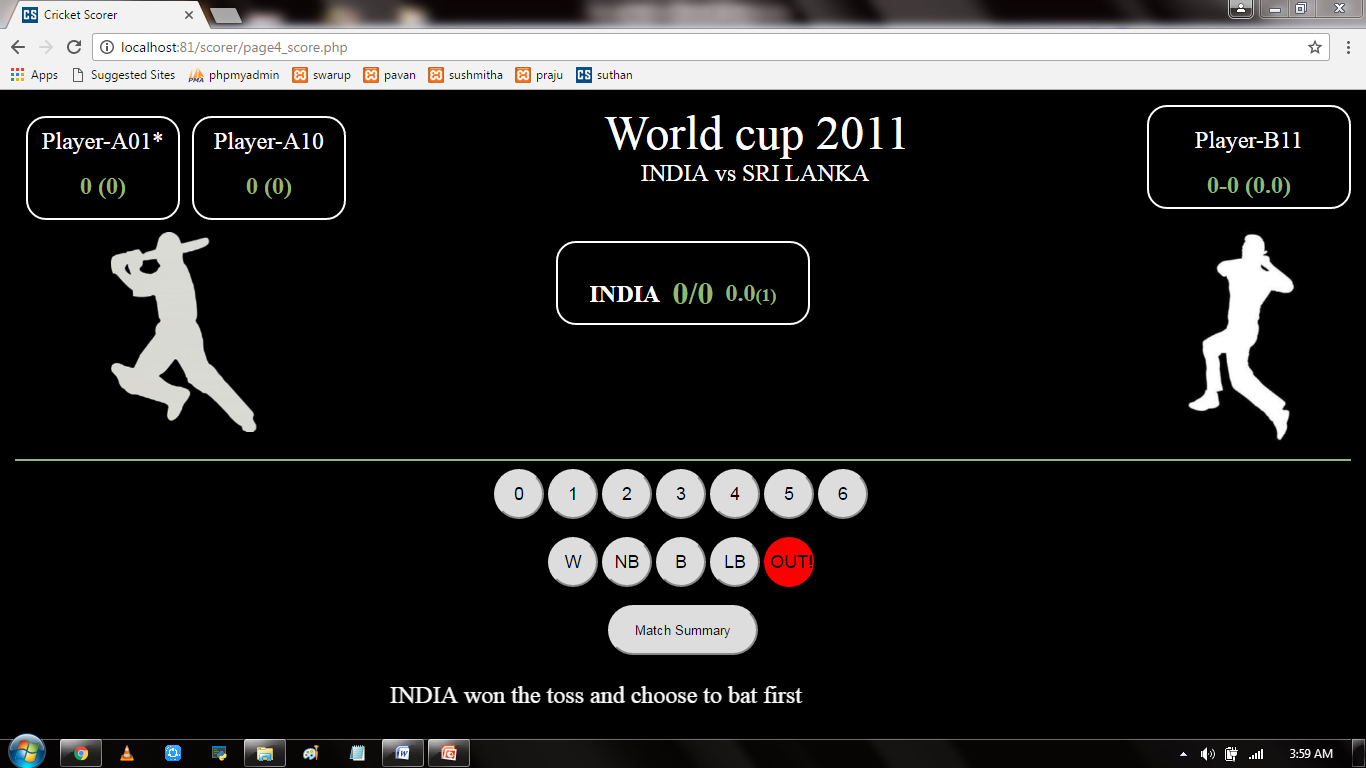 CS Cricket Scorer
localhost:81/scorer/page4_score.php
Apps Suggested Sites PMA phpmyadmin swarup pavan sushmitha praju CS suthan
Player-A01*
0 (0)
Player-A10
0 (0)
World cup 2011
INDIA vs SRI LANKA
Player-B11
0-0 (0.0)
INDIA 0/0 0.0(1)
0 1 2 3 4 5 6
W NB B LB OUT!
Match Summary
INDIA won the toss and choose to bat first
3:59 AM